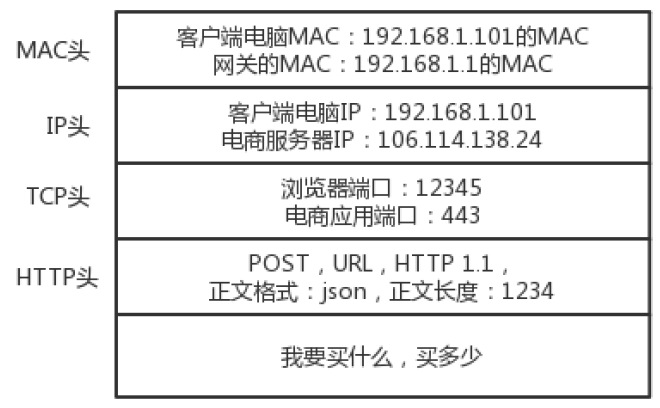 MAC头
客户端电脑MAC：192.168.1.101的MAC
网关的MAC：192.168.1.1的MAC
IP头
客户端电脑IP：192.168.1.101
电商服务器IP：106.114.138.24
TCP头
浏览器端口：12345
电商应用端口：443
HTTP头
POST，URL，HTTP 1.1，
正文格式：json，正文长度：1234
我要买什么，买多少